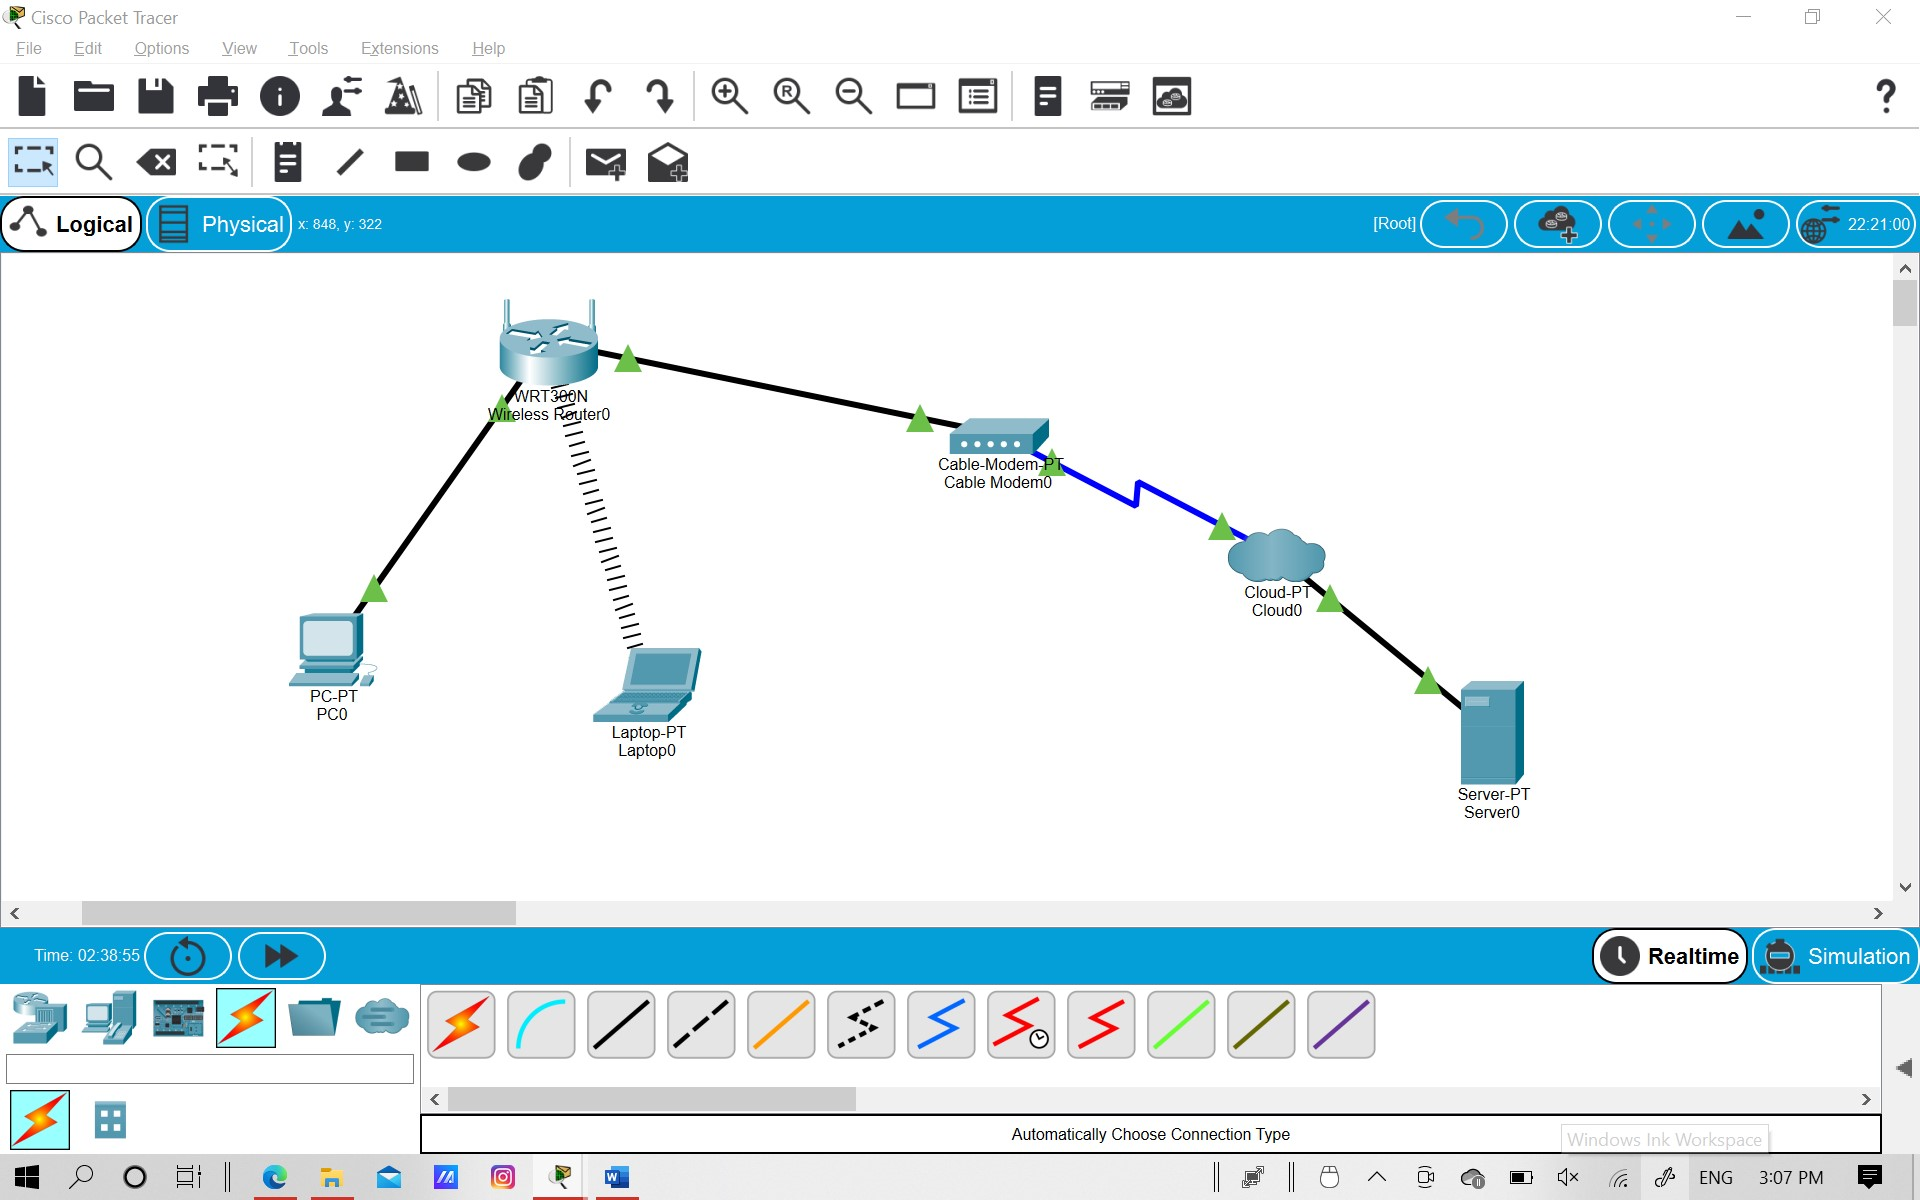 Cisco Packet Tracer
File Edit Options View Tools Extensions Help
Logical Physical x: 848, y: 322 [Root] 22:21:00
WRT300N
Wireless Router0
Cable-Modem-PT
Cable Modem0
Cloud-PT
Cloud0
PC-PT
PC0
Laptop-PT
Laptop0
Server-PT
Server0
Time: 02:38:55 Realtime Simulation
Automatically Choose Connection Type
Windows Ink Workspace
ENG 3:07 PM